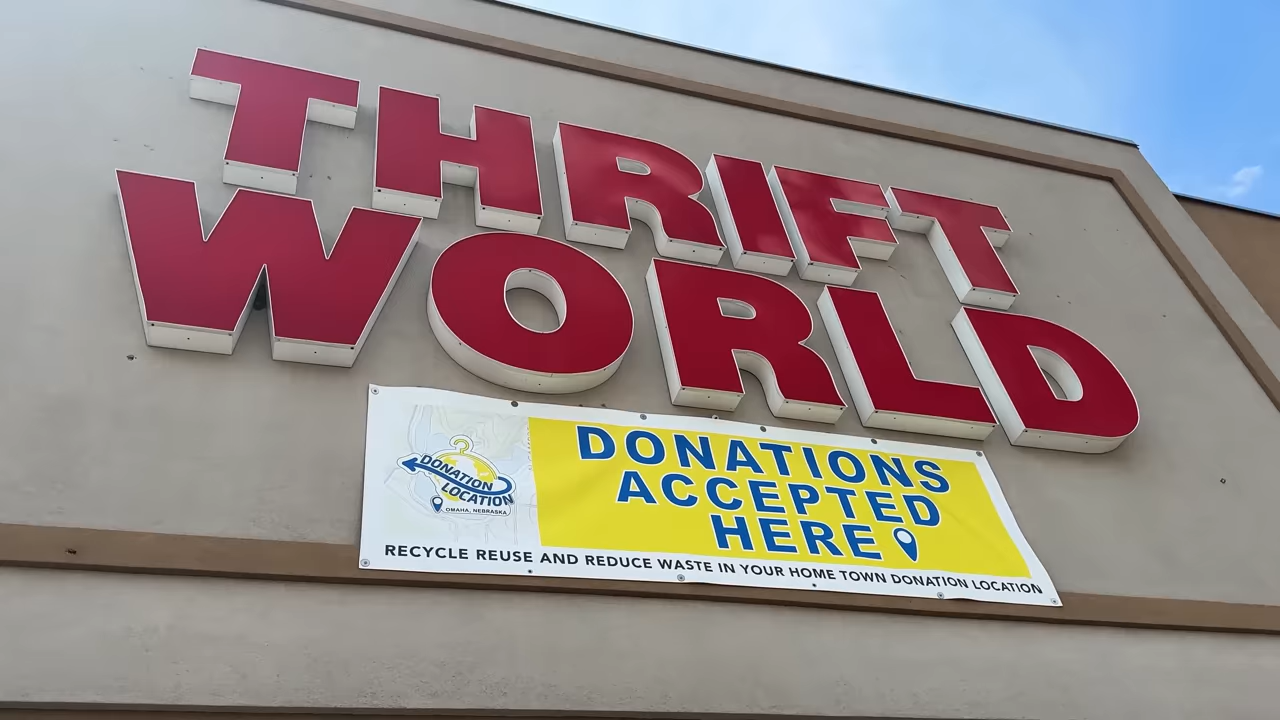 THRIFT
WORLD
DONATION
LOCATION
OMAHA, NEBRASKA
DONATIONS
ACCEPTED
HERE
RECYCLE REUSE AND REDUCE WASTE IN YOUR HOME TOWN DONATION LOCATION